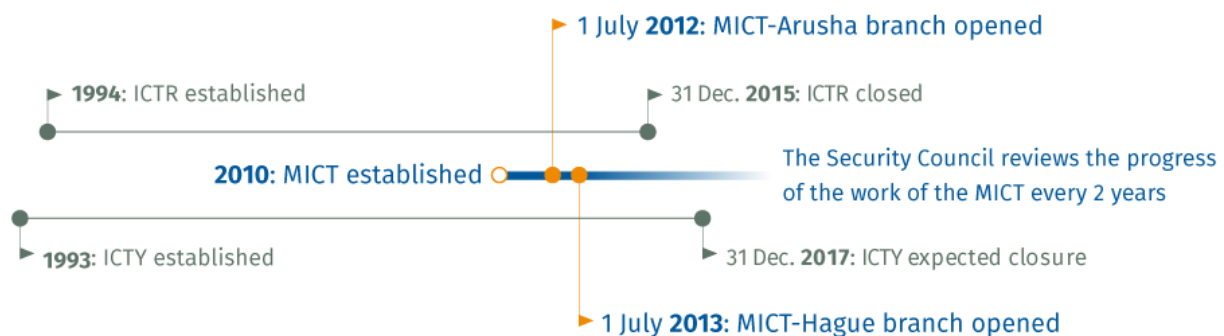 1 July 2012: MICT-Arusha branch opened
1994: ICTR established
31 Dec. 2015: ICTR closed
2010: MICT established
The Security Council reviews the progress
of the work of the MICT every 2 years
1993: ICTY established
31 Dec. 2017: ICTY expected closure
1 July 2013: MICT-Hague branch opened